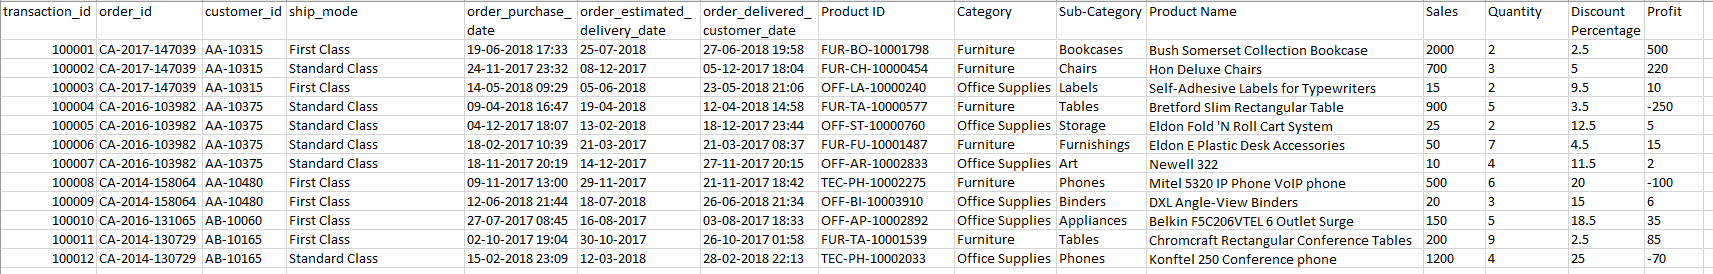 transaction_id order_id customer_id ship_mode order_purchase_ order_estimated_ order_delivered_ Product ID Category Sub-Category Product Name Sales Quantity Discount Profit
date delivery_date customer_date Percentage
100001 CA-2017-147039 AA-10315 First Class 19-06-2018 17:33 25-07-2018 27-06-2018 19:58 FUR-BO-10001798 Furniture Bookcases Bush Somerset Collection Bookcase 2000 2 2.5 500
100002 CA-2017-147039 AA-10315 Standard Class 24-11-2017 23:32 08-12-2017 05-12-2017 18:04 FUR-CH-10000454 Furniture Chairs Hon Deluxe Chairs 700 3 5 220
100003 CA-2017-147039 AA-10315 First Class 14-05-2018 09:29 05-06-2018 23-05-2018 21:06 OFF-LA-10000240 Office Supplies Labels Self-Adhesive Labels for Typewriters 15 2 9.5 10
100004 CA-2016-103982 AA-10375 Standard Class 09-04-2018 16:47 19-04-2018 12-04-2018 14:58 FUR-TA-10000577 Furniture Tables Bretford Slim Rectangular Table 900 5 3.5 -250
100005 CA-2016-103982 AA-10375 Standard Class 04-12-2017 18:07 13-02-2018 18-12-2017 23:44 OFF-ST-10000760 Office Supplies Storage Eldon Fold 'N Roll Cart System 25 2 12.5 5
100006 CA-2016-103982 AA-10375 Standard Class 18-02-2017 10:39 21-03-2017 21-03-2017 08:37 FUR-FU-10001487 Furniture Furnishings Eldon E Plastic Desk Accessories 50 7 4.5 15
100007 CA-2016-103982 AA-10375 Standard Class 18-11-2017 20:19 14-12-2017 27-11-2017 20:15 OFF-AR-10002833 Office Supplies Art Newell 322 10 4 11.5 2
100008 CA-2014-158064 AA-10480 First Class 09-11-2017 13:00 29-11-2017 21-11-2017 18:42 TEC-PH-10002275 Furniture Phones Mitel 5320 IP Phone VoIP phone 500 6 20 -100
100009 CA-2014-158064 AA-10480 First Class 12-06-2018 21:44 18-07-2018 26-06-2018 21:34 OFF-BI-10003910 Office Supplies Binders DXL Angle-View Binders 20 3 15 6
100010 CA-2016-131065 AB-10060 First Class 27-07-2018 08:45 16-08-2017 03-08-2017 18:33 OFF-AP-10002892 Office Supplies Appliances Belkin F5C206VTEL 6 Outlet Surge 150 5 18.5 35
100011 CA-2014-130729 AB-10165 First Class 02-10-2017 19:04 30-10-2017 26-10-2017 01:58 FUR-TA-10001539 Furniture Tables Chromcraft Rectangular Conference Tables 200 9 2.5 85
100012 CA-2014-130729 AB-10165 Standard Class 15-02-2017 23:09 12-03-2018 28-02-2017 22:13 TEC-PH-10002033 Office Supplies Phones Konftel 250 Conference phone 1200 4 25 -70